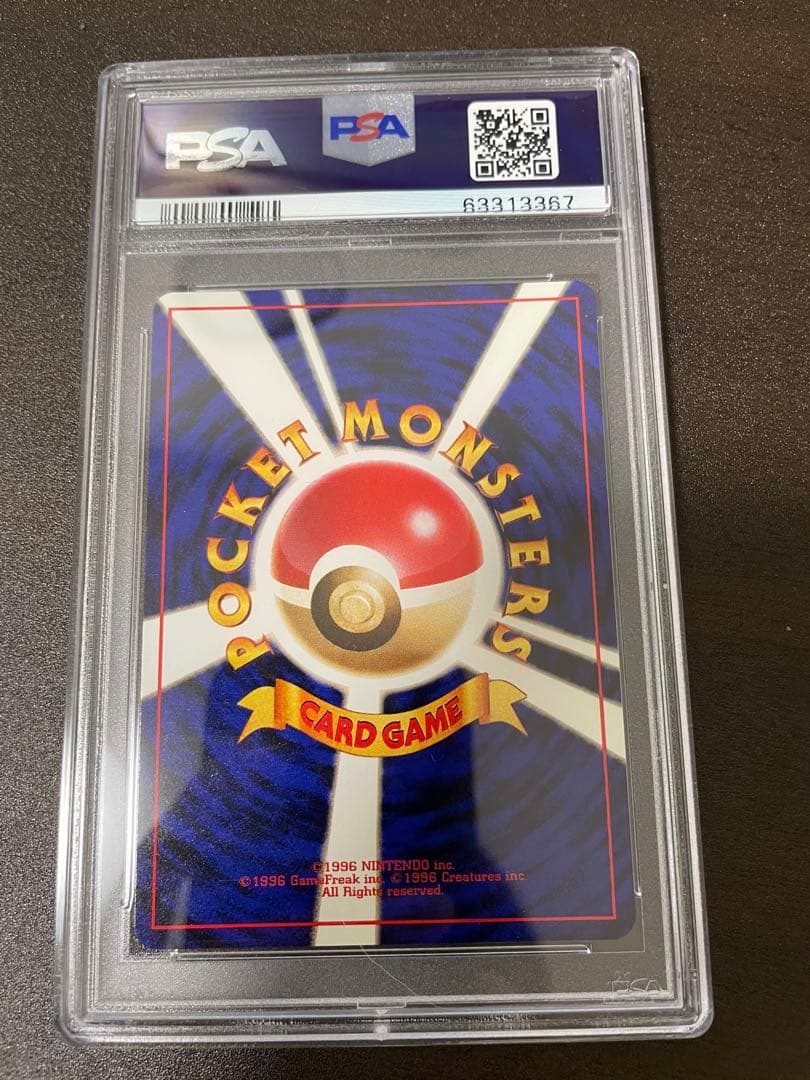 PSA
PSA
63313367
POCKET MONSTERS
CARD GAME
©1996 NINTENDO inc.
©1996 GameFreak inc. ©1996 Creatures inc.
All Rights reserved.
PSA